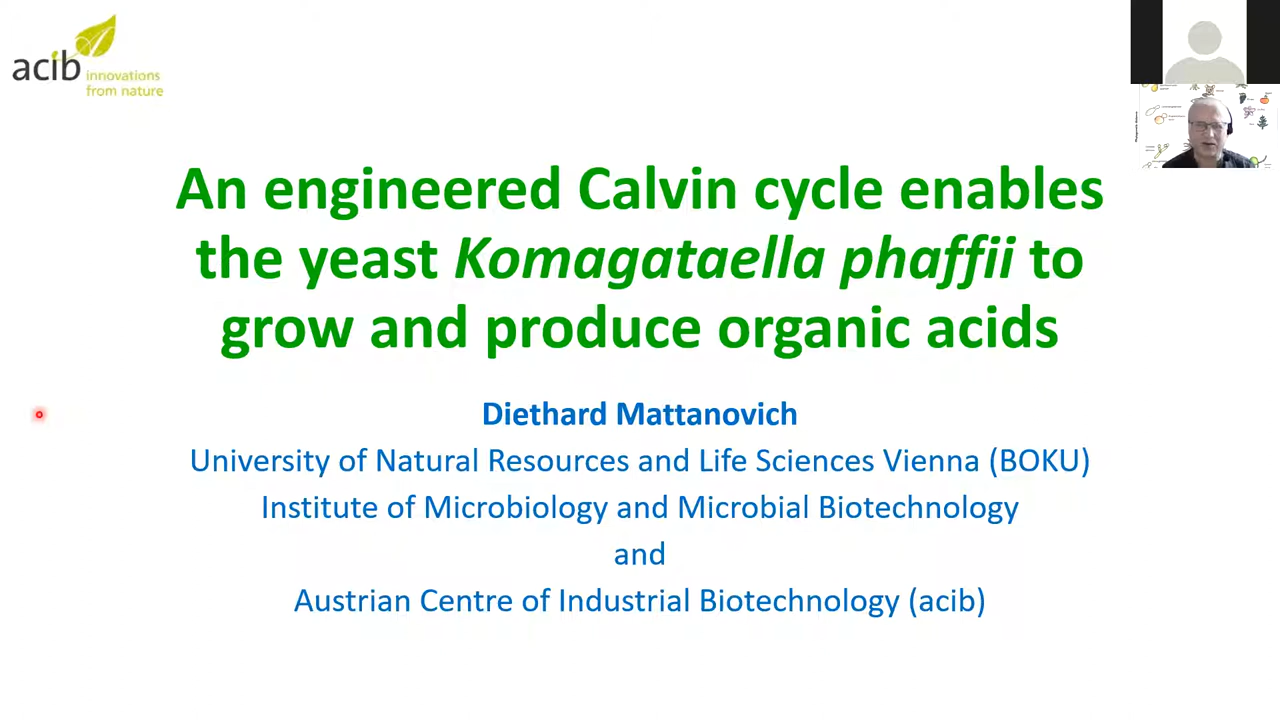 acib innovations
from nature
An engineered Calvin cycle enables
the yeast Komagataella phaffii to
grow and produce organic acids
Diethard Mattanovich
University of Natural Resources and Life Sciences Vienna (BOKU)
Institute of Microbiology and Microbial Biotechnology
and
Austrian Centre of Industrial Biotechnology (acib)